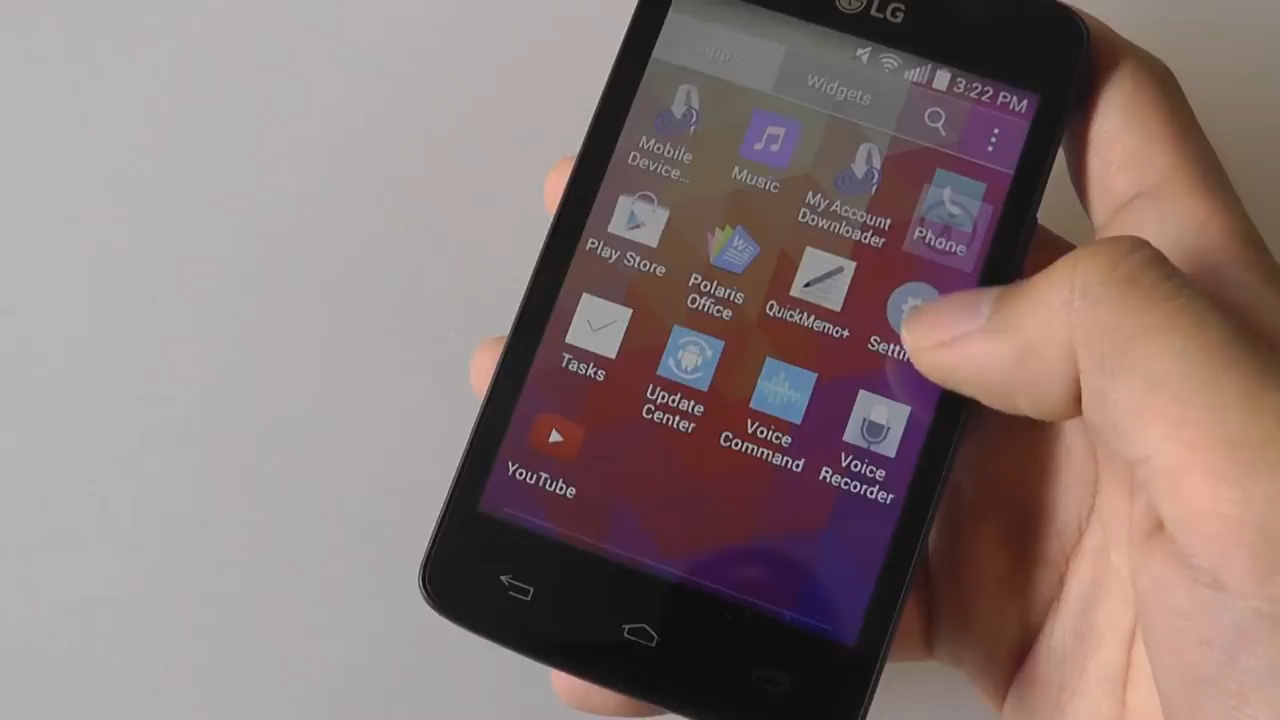 LG
3:22 PM
Apps
Widgets
Mobile
Device...
Music
My Account
Downloader
Phone
Play Store
Polaris
Office
QuickMemo+
Tasks
Update
Center
Voice
Command
Voice
Recorder
YouTube